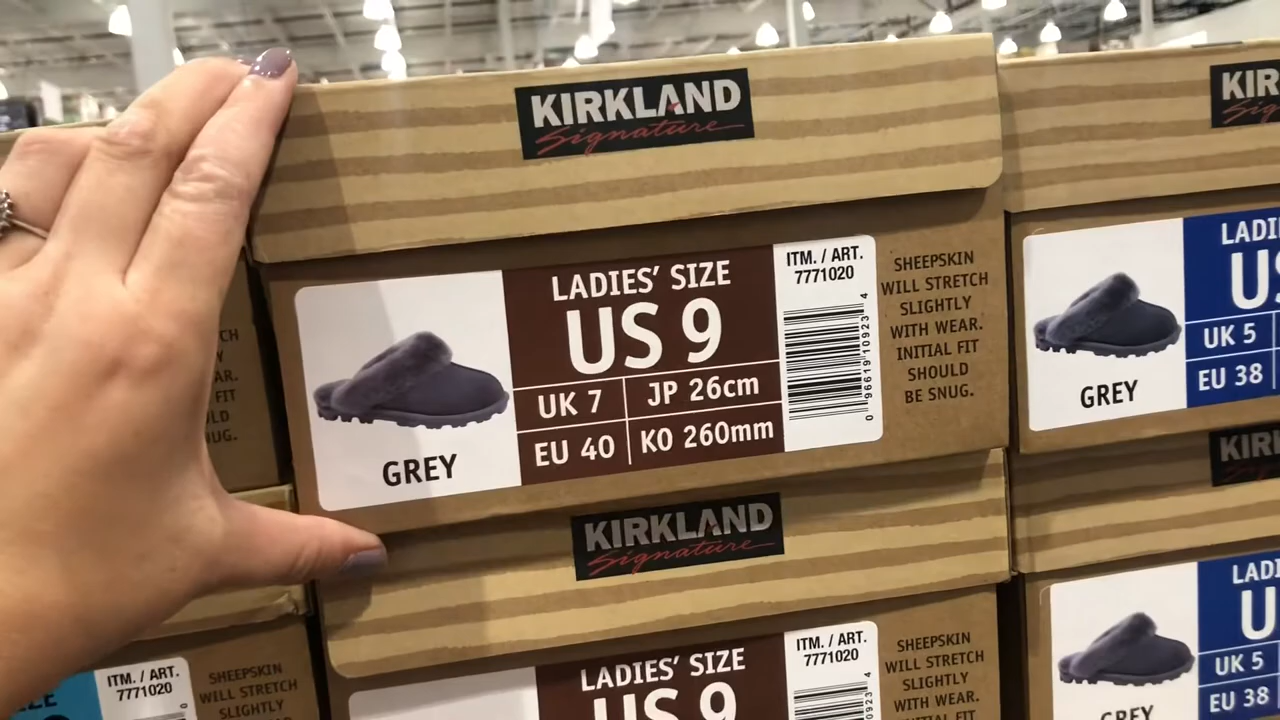 KIRKLAND
Signature
LADIES' SIZE
US 9
UK 7
JP 26cm
EU 40
KO 260mm
GREY
ITM. / ART.
7771020
0 96619 10923 4
SHEEPSKIN
WILL STRETCH
SLIGHTLY
WITH WEAR.
INITIAL FIT
SHOULD
BE SNUG.
KIRKLAND
Signature
LADIES' SIZE
US 9
ITM. / ART.
7771020
SHEEPSKIN
WILL STRETCH
SLIGHTLY
WITH WEAR.
INITIAL FIT
UK 5
EU 38
GREY
UK 5
EU 38
GREY
ITM. / ART.
7771020
SHEEPSKIN
WILL STRETCH
SLIGHTLY